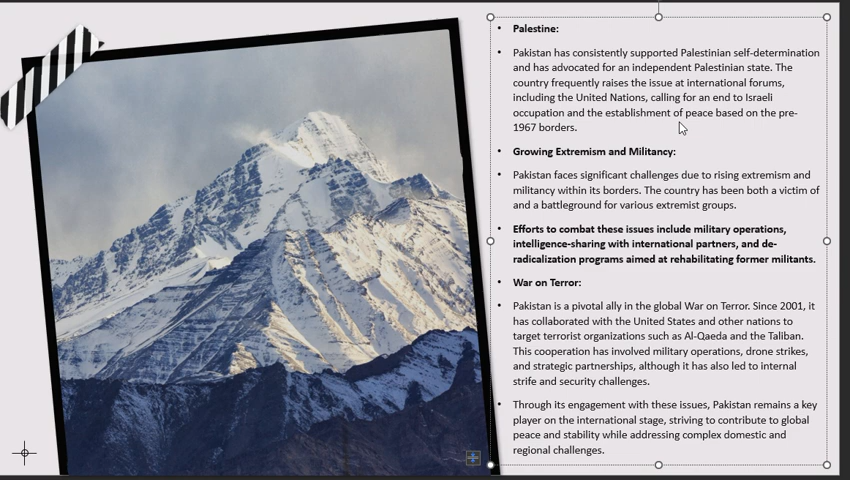 • Palestine:
• Pakistan has consistently supported Palestinian self-determination
and has advocated for an independent Palestinian state. The
country frequently raises the issue at international forums,
including the United Nations, calling for an end to Israeli
occupation and the establishment of peace based on the pre-
1967 borders.
• Growing Extremism and Militancy:
• Pakistan faces significant challenges due to rising extremism and
militancy within its borders. The country has been both a victim of
and a battleground for various extremist groups.
• Efforts to combat these issues include military operations,
intelligence-sharing with international partners, and de-
radicalization programs aimed at rehabilitating former militants.
• War on Terror:
• Pakistan is a pivotal ally in the global War on Terror. Since 2001, it
has collaborated with the United States and other nations to
target terrorist organizations such as Al-Qaeda and the Taliban.
This cooperation has involved military operations, drone strikes,
and strategic partnerships, although it has also led to internal
strife and security challenges.
• Through its engagement with these issues, Pakistan remains a key
player on the international stage, striving to contribute to global
peace and stability while addressing complex domestic and
regional challenges.